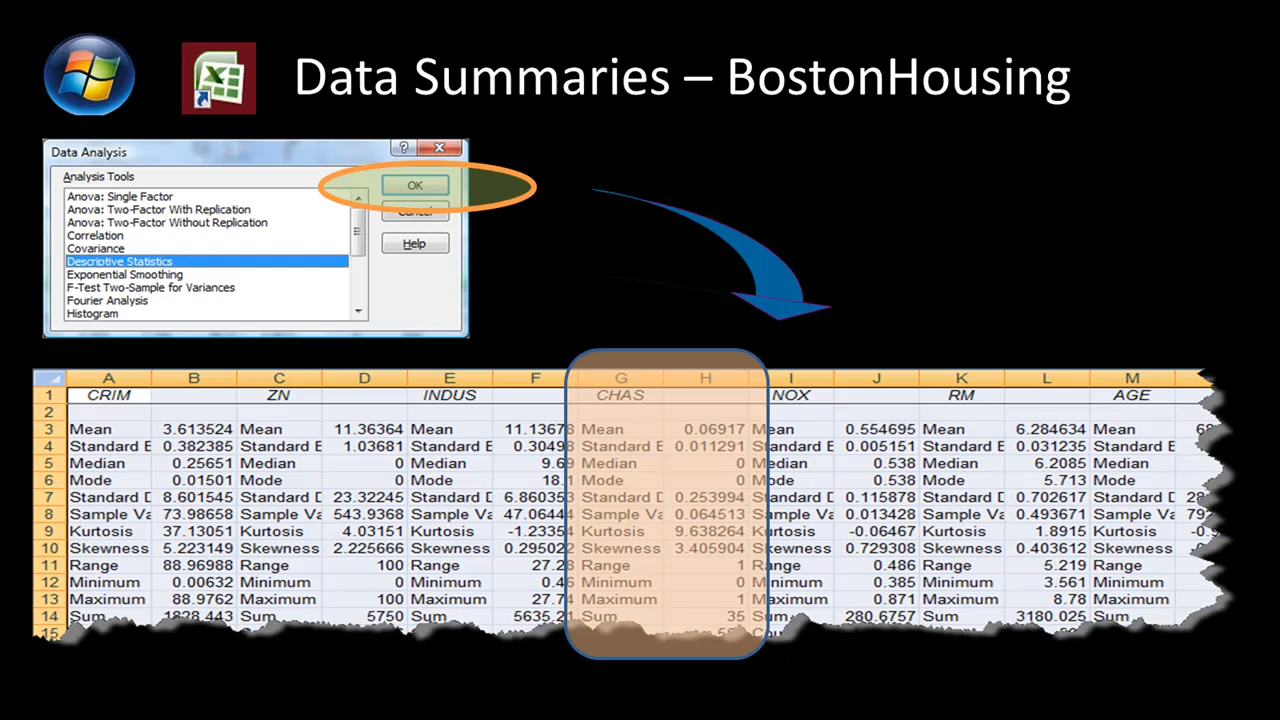 Data Summaries – BostonHousing
Data Analysis
Analysis Tools
Anova: Single Factor
Anova: Two-Factor With Replication
Anova: Two-Factor Without Replication
Correlation
Covariance
Descriptive Statistics
Exponential Smoothing
F-Test Two-Sample for Variances
Fourier Analysis
Histogram
OK
Cancel
Help
A B C D E F G H I J K L M
1 CRIM ZN INDUS CHAS NOX RM AGE
2
3 Mean 3.613524 Mean 11.36364 Mean 11.13678 Mean 0.06917 Mean 0.554695 Mean 6.284634 Mean 68
4 Standard E 0.382385 Standard E 1.03681 Standard E 0.30498 Standard E 0.011291 Standard E 0.005151 Standard E 0.031235 Standard E
5 Median 0.25651 Median 0 Median 9.69 Median 0 Median 0.538 Median 6.2085 Median
6 Mode 0.01501 Mode 0 Mode 18.1 Mode 0 Mode 0.538 Mode 5.713 Mode
7 Standard D 8.601545 Standard D 23.32245 Standard D 6.860353 Standard D 0.253994 Standard D 0.115878 Standard D 0.702617 Standard D 28
8 Sample Va 73.98658 Sample Va 543.9368 Sample Va 47.06444 Sample Va 0.064513 Sample Va 0.013428 Sample Va 0.493671 Sample Va 792
9 Kurtosis 37.13051 Kurtosis 4.03151 Kurtosis -1.23354 Kurtosis 9.638264 Kurtosis -0.06467 Kurtosis 1.8915 Kurtosis
10 Skewness 5.223149 Skewness 2.225666 Skewness 0.295022 Skewness 3.405904 Skewness 0.729308 Skewness 0.403612 Skewness
11 Range 88.96988 Range 100 Range 27.28 Range 1 Range 0.486 Range 5.219 Range
12 Minimum 0.00632 Minimum 0 Minimum 0.46 Minimum 0 Minimum 0.385 Minimum 3.561 Minimum
13 Maximum 88.9762 Maximum 100 Maximum 27.74 Maximum 1 Maximum 0.871 Maximum 8.78 Maximum
14 Sum 1828.443 Sum 5750 Sum 5635.21 Sum 35 Sum 280.6757 Sum 3180.025 Sum
15